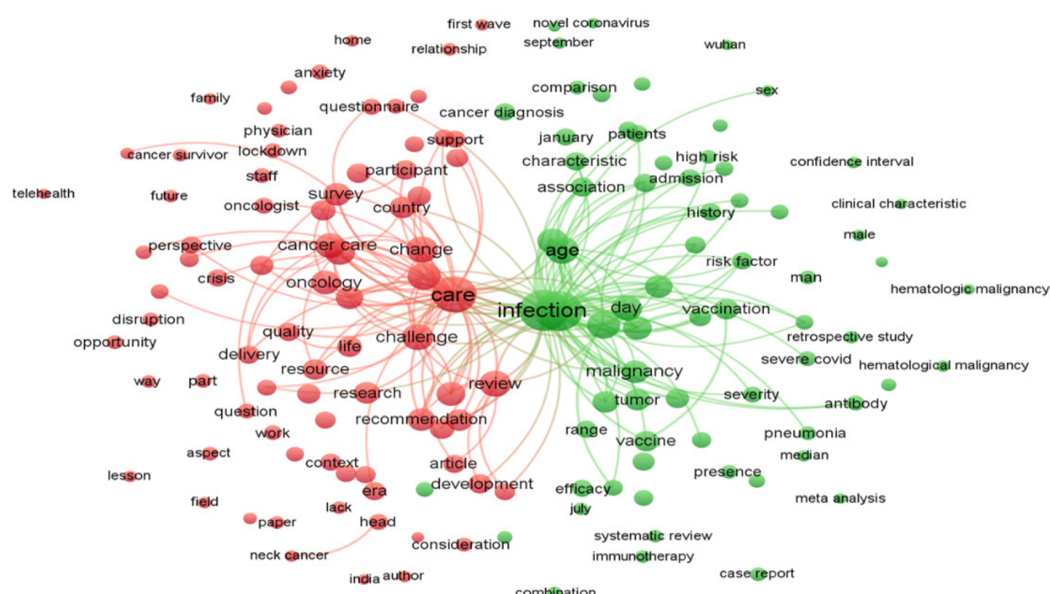 first wave
novel coronavirus
home
relationship
september
wuhan
anxiety
comparison
sex
family
questionnaire
cancer diagnosis
physician
support
january
patients
cancer survivor
lockdown
participant
characteristic
high risk
confidence interval
telehealth
future
staff
survey
association
admission
oncologist
country
history
clinical characteristic
perspective
cancer care
change
age
male
crisis
oncology
care
risk factor
man
hematologic malignancy
infection
day
vaccination
disruption
opportunity
quality
challenge
retrospective study
delivery
life
severe covid
hematological malignancy
resource
malignancy
way
part
research
review
tumor
severity
antibody
question
recommendation
work
range
vaccine
pneumonia
aspect
context
article
median
lesson
era
development
efficacy
presence
meta analysis
field
lack
july
paper
head
consideration
systematic review
neck cancer
immunotherapy
india
author
case report
combination